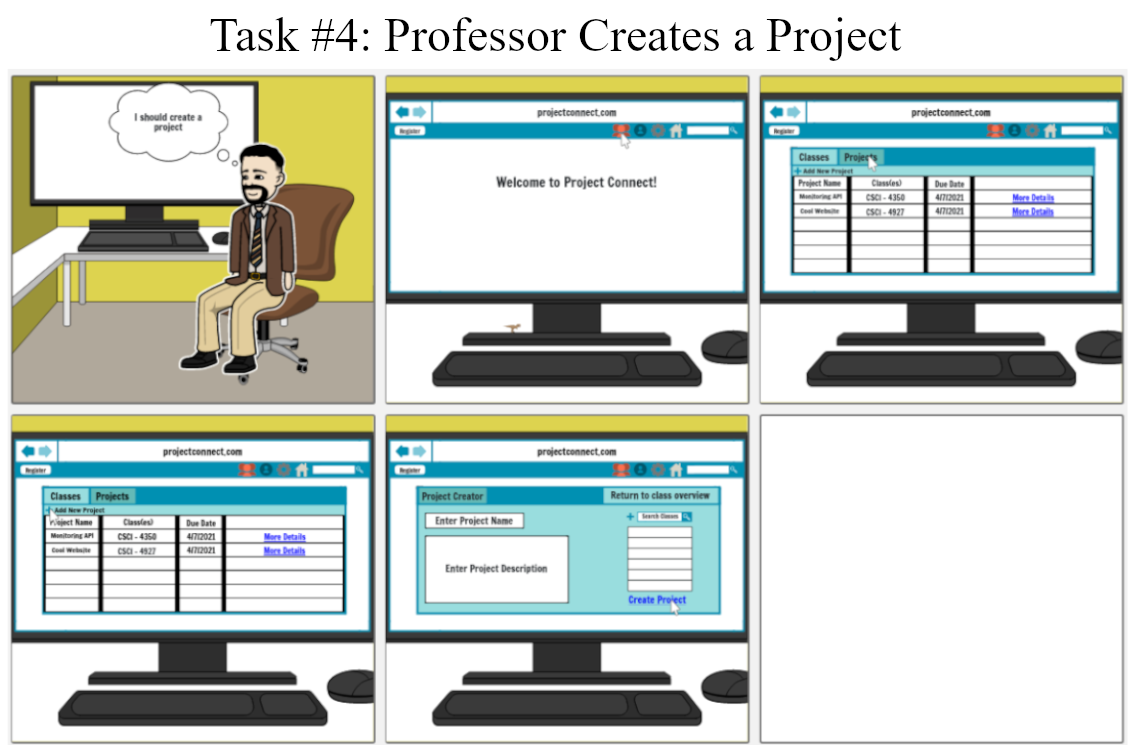 Task #4: Professor Creates a Project
I should create a
project
projectconnect.com
Register
Welcome to Project Connect!
projectconnect.com
Register
Classes Projects
+ Add New Project
Project Name Class(es) Due Date
Monitoring API CSCI - 4350 4/7/2021 More Details
Cool Website CSCI - 4927 4/7/2021 More Details
projectconnect.com
Register
Classes Projects
+ Add New Project
Project Name Class(es) Due Date
Monitoring API CSCI - 4350 4/7/2021 More Details
Cool Website CSCI - 4927 4/7/2021 More Details
projectconnect.com
Register
Project Creator Return to class overview
Enter Project Name + Search Classes
Enter Project Description
Create Project